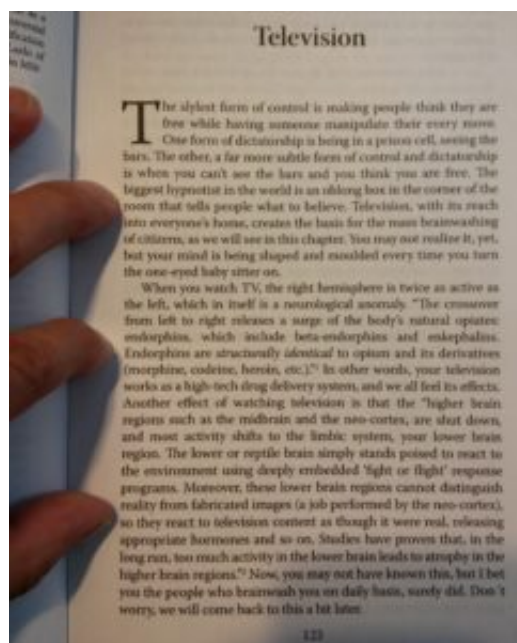 Television
The slyest form of control is making people think they are
free while having someone manipulate their every move.
One form of dictatorship is being in a prison cell, seeing the
bars. The other, a far more subtle form of control and dictatorship
is when you can't see the bars and you think you are free. The
biggest hypnotist in the world is an oblong box in the corner of the
room that tells people what to believe. Television, with its reach
into everyone's home, creates the basis for the mass brainwashing
of citizens, as we will see in this chapter. You may not realize it, yet,
but your mind is being shaped and moulded every time you turn
the one-eyed baby sitter on.
When you watch TV, the right hemisphere is twice as active as
the left, which in itself is a neurological anomaly. "The crossover
from left to right releases a surge of the body's natural opiates:
endorphins, which include beta-endorphins and enkephalins.
Endorphins are structurally identical to opium and its derivatives
(morphine, codeine, heroin, etc.)."¹ In other words, your television
works as a high-tech drug delivery system, and we all feel its effects.
Another effect of watching television is that the "higher brain
regions such as the midbrain and the neo-cortex, are shut down,
and most activity shifts to the limbic system, your lower brain
region. The lower or reptile brain simply stands poised to react to
the environment using deeply embedded 'fight or flight' response
programs. Moreover, these lower brain regions cannot distinguish
reality from fabricated images (a job performed by the neo-cortex),
so they react to television content as though it were real, releasing
appropriate hormones and so on. Studies have proven that, in the
long run, too much activity in the lower brain leads to atrophy in the
higher brain regions."² Now, you may not have known this, but I bet
you the people who brainwash you on daily basis, surely did. Don't
worry, we will come back to this a bit later.